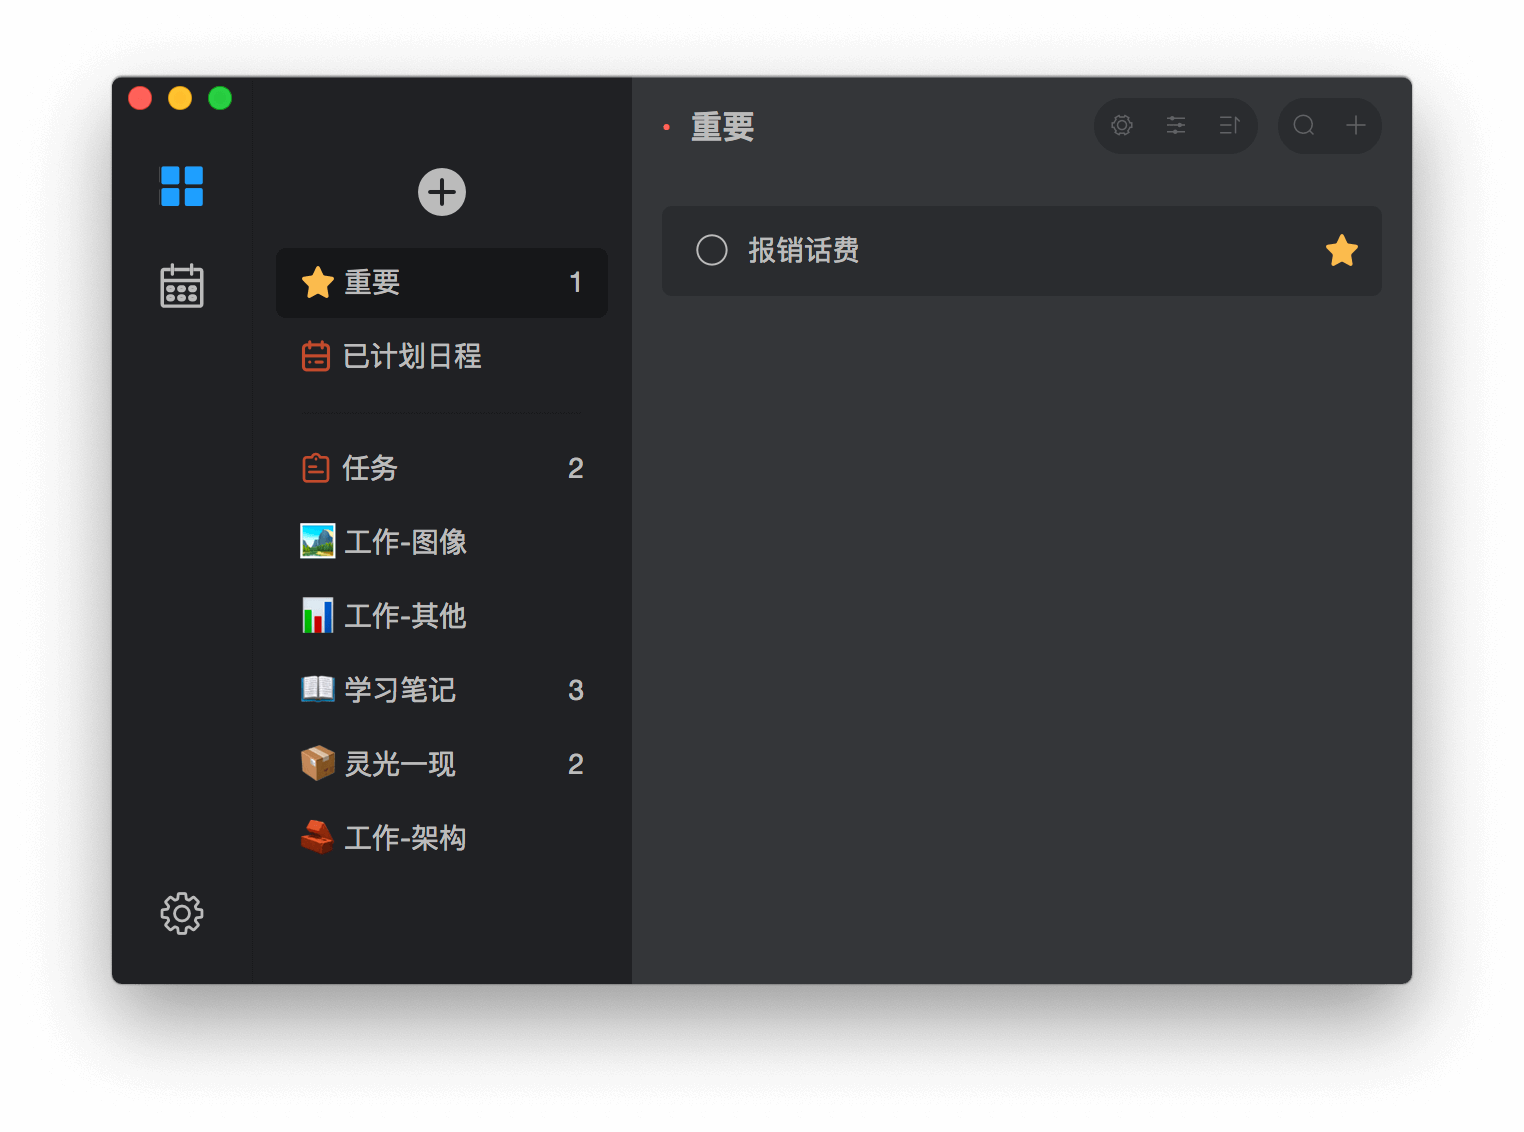 重要 1
已计划日程
任务 2
工作-图像
工作-其他
学习笔记 3
灵光一现 2
工作-架构
重要
报销话费